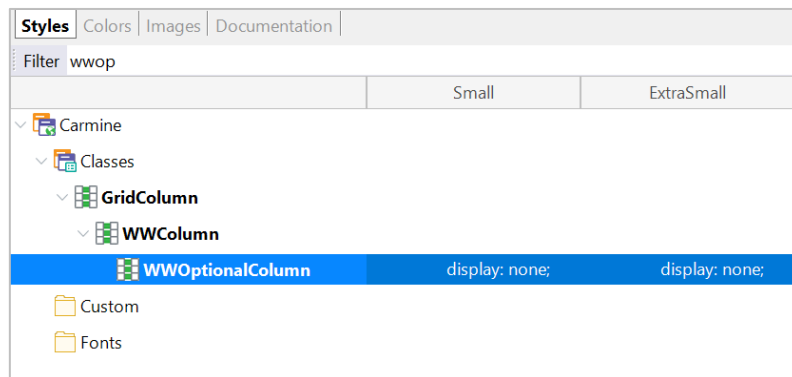 Styles Colors Images Documentation
Filter wwop
Small ExtraSmall
Carmine
Classes
GridColumn
WWColumn
WWOptionalColumn display: none; display: none;
Custom
Fonts